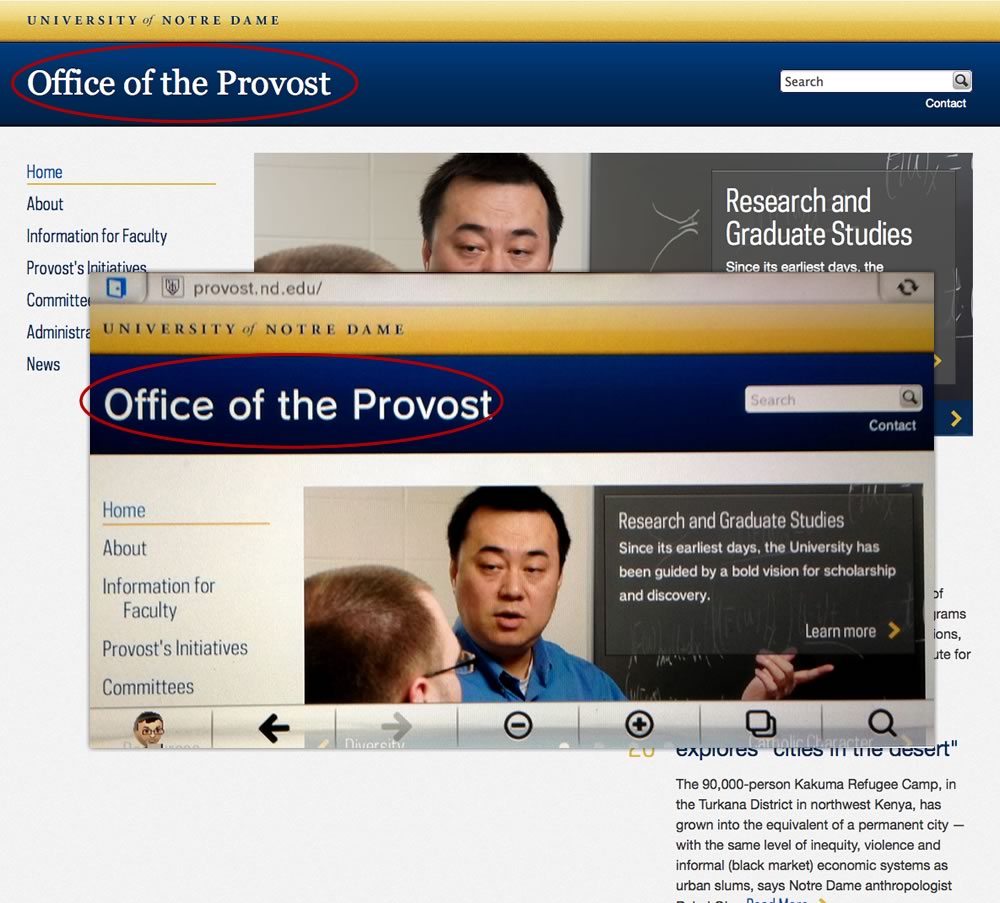 UNIVERSITY of NOTRE DAME
Office of the Provost
Search
Contact
Home
About
Information for Faculty
Provost's Initiatives
Committee
Administra
News
Research and
Graduate Studies
Since its earliest days, the
provost.nd.edu/
UNIVERSITY of NOTRE DAME
Office of the Provost
Search
Contact
Home
About
Information for
Faculty
Provost's Initiatives
Committees
Research and Graduate Studies
Since its earliest days, the University has
been guided by a bold vision for scholarship
and discovery.
Learn more
Diversity
Catholic Character
of
grams
ions,
ute for
explores "cities in the desert"
The 90,000-person Kakuma Refugee Camp, in
the Turkana District in northwest Kenya, has
grown into the equivalent of a permanent city —
with the same level of inequity, violence and
informal (black market) economic systems as
urban slums, says Notre Dame anthropologist
Read More